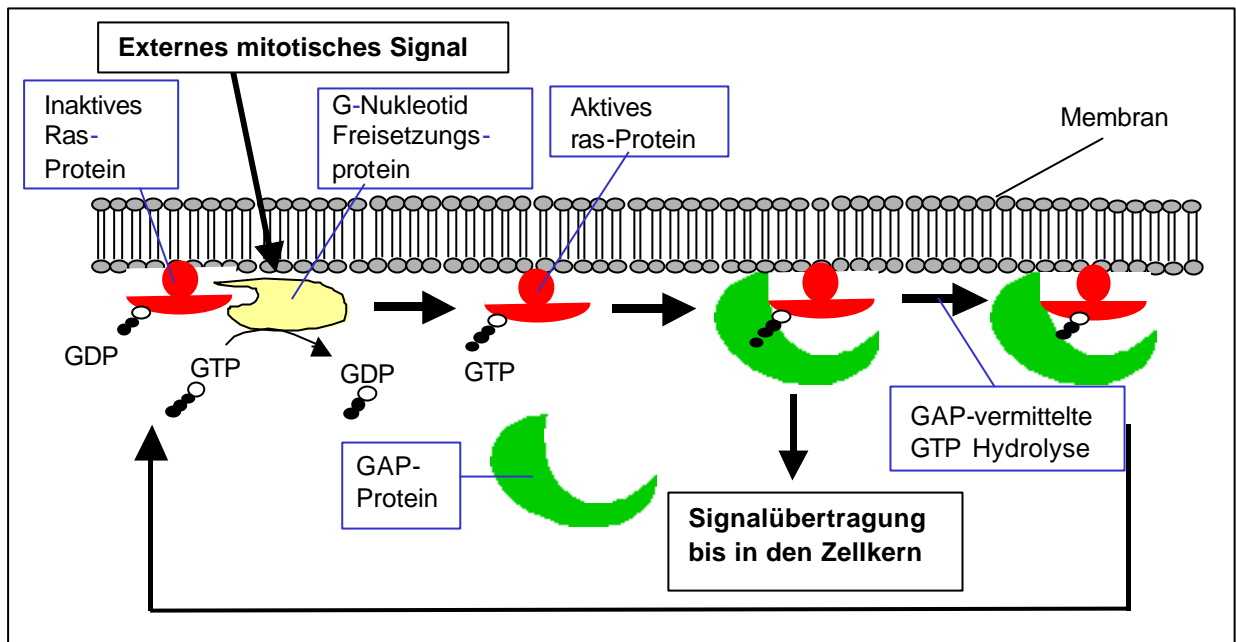 Externes mitotisches Signal
Inaktives
Ras-
Protein
G-Nukleotid
Freisetzungs-
protein
Aktives
ras-Protein
Membran
GDP
GTP
GDP
GTP
GAP-
Protein
GAP-vermittelte
GTP Hydrolyse
Signalübertragung
bis in den Zellkern